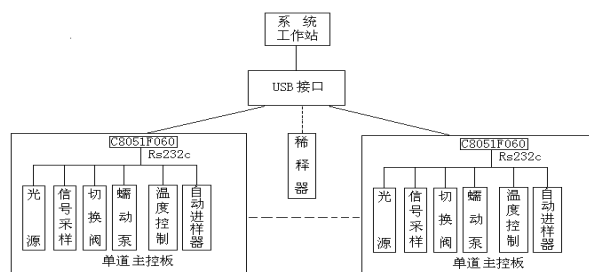 系 统
工作站
USB 接口
稀释器
C8051F060
Rs232c
光源
信号采样
切换阀
蠕动泵
温度控制
自动进样器
单道主控板
C8051F060
Rs232c
光源
信号采样
切换阀
蠕动泵
温度控制
自动进样器
单道主控板